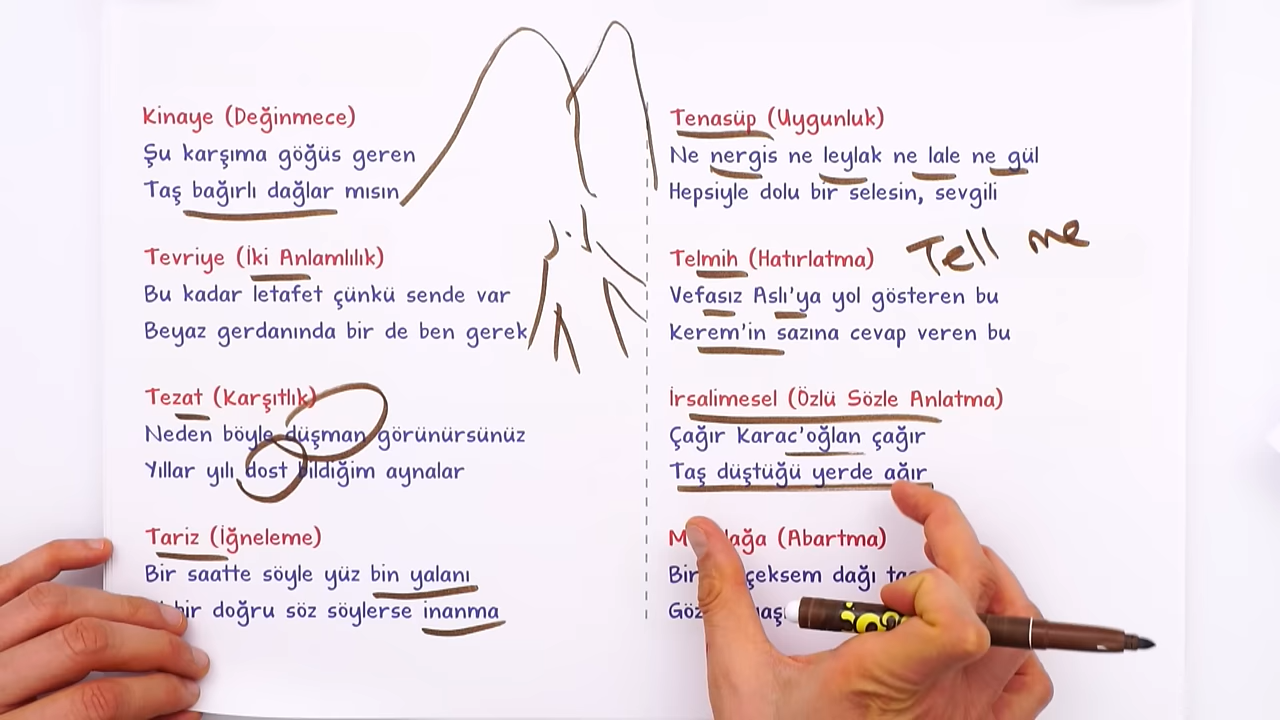 Kinaye (Değinmece)
Şu karşıma göğüs geren
Taş bağırlı dağlar mısın
Tevriye (İki Anlamlılık)
Bu kadar letafet çünkü sende var
Beyaz gerdanında bir de ben gerek
Tezat (Karşıtlık)
Neden böyle düşman görünürsünüz
Yıllar yılı dost bildiğim aynalar
Tariz (İğneleme)
Bir saatte söyle yüz bin yalanı
bir doğru söz söylerse inanma
Tenasüp (Uygunluk)
Ne nergis ne leylak ne lale ne gül
Hepsiyle dolu bir selesin, sevgili
Telmih (Hatırlatma)
Tell me
Vefasız Aslı'ya yol gösteren bu
Kerem'in sazına cevap veren bu
İrsalimesel (Özlü Sözle Anlatma)
Çağır Karac'oğlan çağır
Taş düştüğü yerde ağır
(Abartma)
çeksem dağı